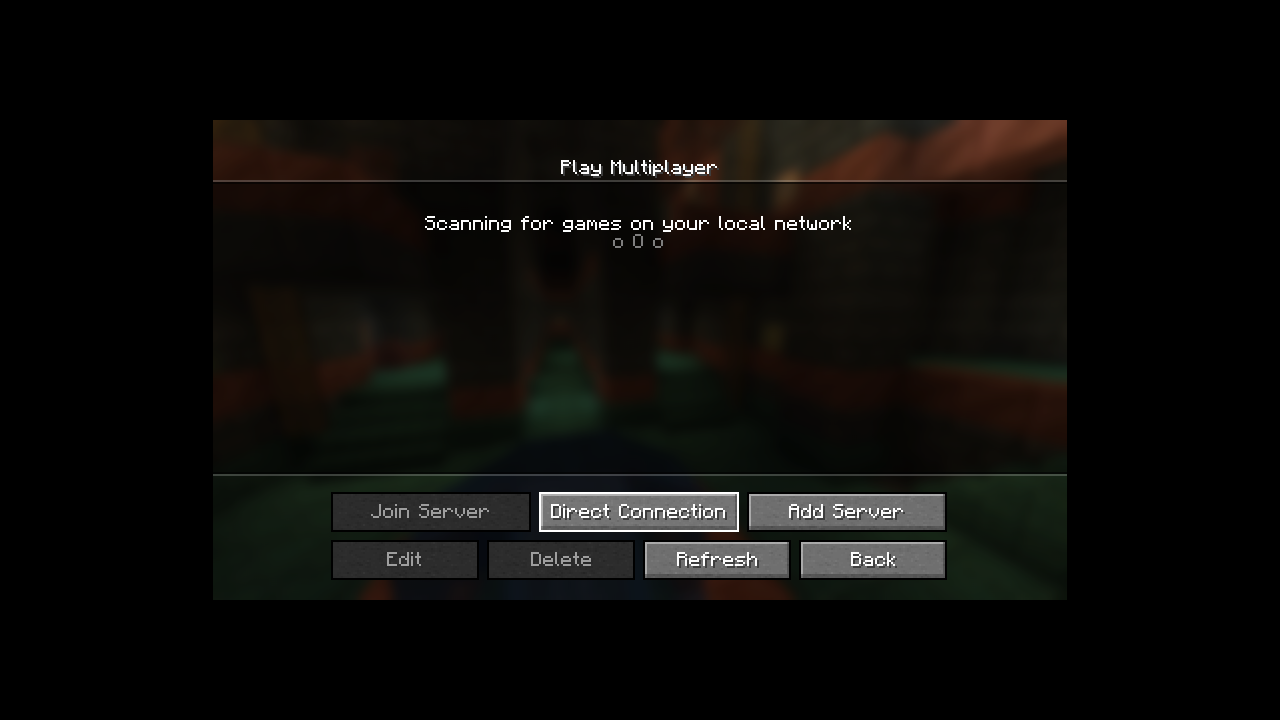 Play Multiplayer
Scanning for games on your local network
o O o
Join Server
Direct Connection
Add Server
Edit
Delete
Refresh
Back